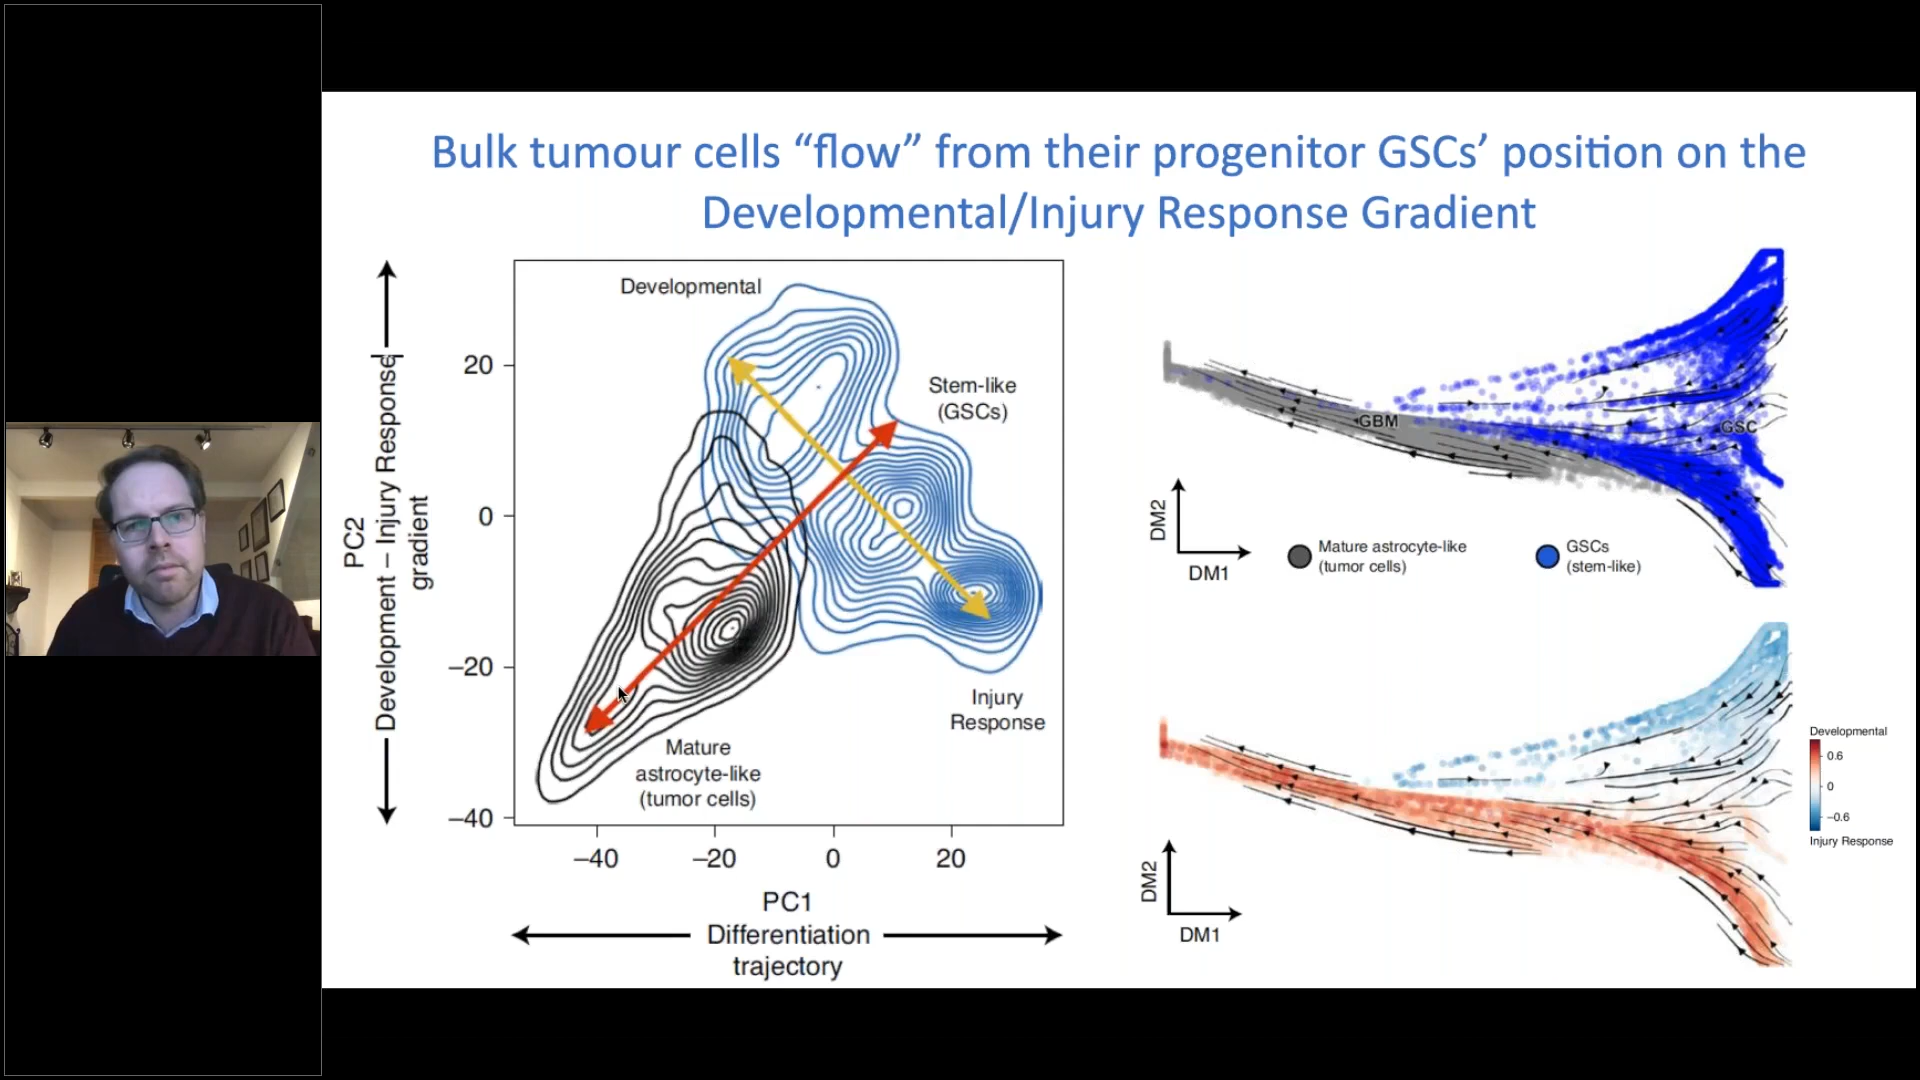 Bulk tumour cells “flow” from their progenitor GSCs’ position on the
Developmental/Injury Response Gradient
PC2
Development – Injury Response
gradient
20
0
–20
–40
Developmental
Stem-like
(GSCs)
Injury
Response
Mature
astrocyte-like
(tumor cells)
–40
–20
0
20
PC1
Differentiation
trajectory
GBM
GSC
DM2
DM1
Mature astrocyte-like
(tumor cells)
GSCs
(stem-like)
DM2
DM1
Developmental
0.6
0
–0.6
Injury Response